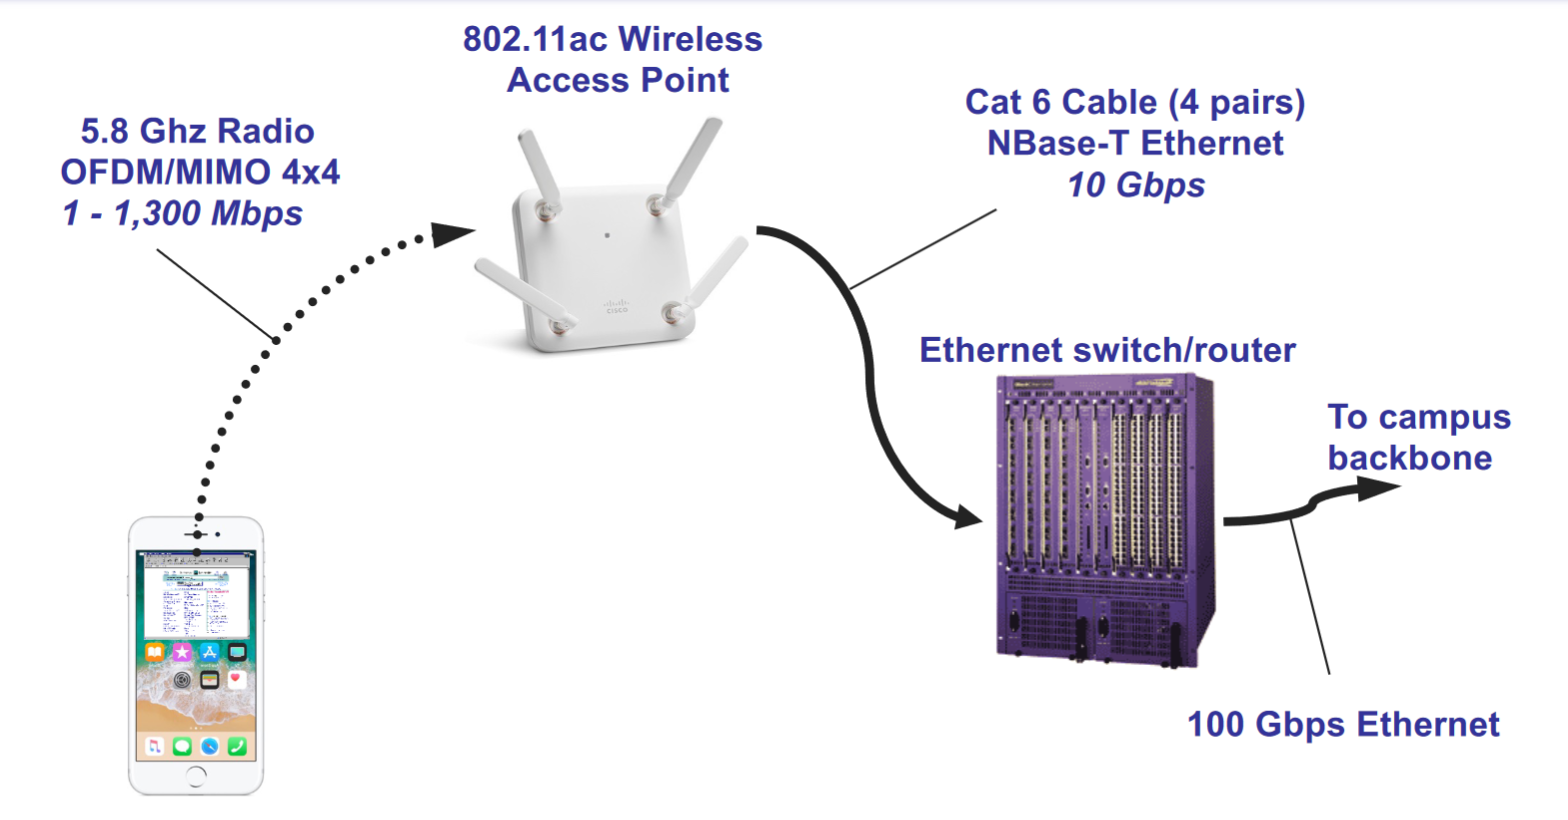 802.11ac Wireless
Access Point
5.8 Ghz Radio
OFDM/MIMO 4x4
1 - 1,300 Mbps
Cat 6 Cable (4 pairs)
NBase-T Ethernet
10 Gbps
CISCO
Ethernet switch/router
To campus
backbone
100 Gbps Ethernet